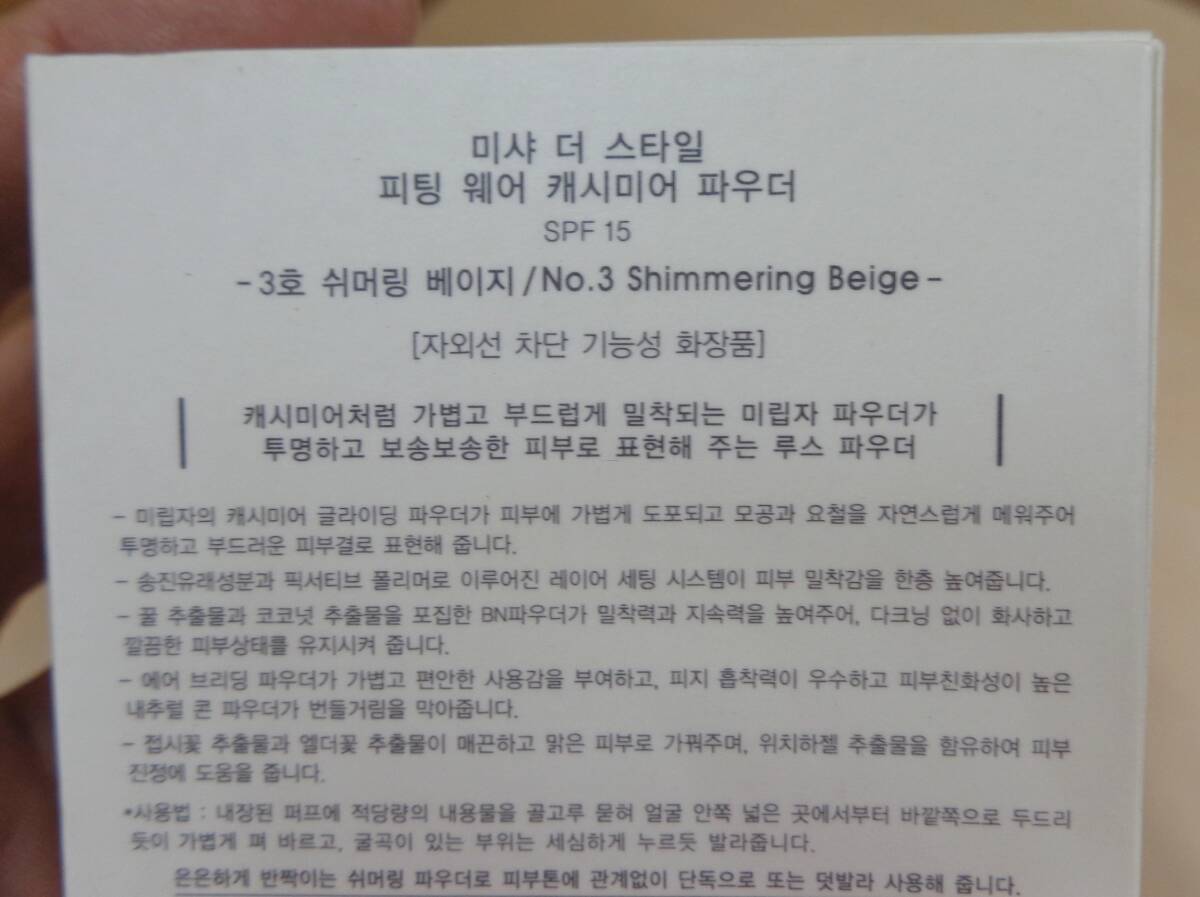 미샤 더 스타일
피팅 웨어 캐시미어 파우더
SPF 15
-3호 쉬머링 베이지/No.3 Shimmering Beige-
[자외선 차단 기능성 화장품]
캐시미어처럼 가볍고 부드럽게 밀착되는 미립자 파우더가
투명하고 보송보송한 피부로 표현해 주는 루스 파우더
- 미립자의 캐시미어 글라이딩 파우더가 피부에 가볍게 도포되고 모공과 요철을 자연스럽게 메워주어
투명하고 부드러운 피부결로 표현해 줍니다.
- 송진유래성분과 픽서티브 폴리머로 이루어진 레이어 세팅 시스템이 피부 밀착감을 한층 높여줍니다.
- 꿀 추출물과 코코넛 추출물을 포집한 BN파우더가 밀착력과 지속력을 높여주어, 다크닝 없이 화사하고
깔끔한 피부상태를 유지시켜 줍니다.
- 에어 브리딩 파우더가 가볍고 편안한 사용감을 부여하고, 피지 흡착력이 우수하고 피부친화성이 높은
내추럴 콘 파우더가 번들거림을 막아줍니다.
- 접시꽃 추출물과 엘더꽃 추출물이 매끈하고 맑은 피부로 가꿔주며, 위치하젤 추출물을 함유하여 피부
진정에 도움을 줍니다.
*사용법 : 내장된 퍼프에 적당량의 내용물을 골고루 묻혀 얼굴 안쪽 넓은 곳에서부터 바깥쪽으로 두드리
듯이 가볍게 펴 바르고, 굴곡이 있는 부위는 세심하게 누르듯 발라줍니다.
은은하게 반짝이는 쉬머링 파우더로 피부톤에 관계없이 단독으로 또는 덧발라 사용해 줍니다.